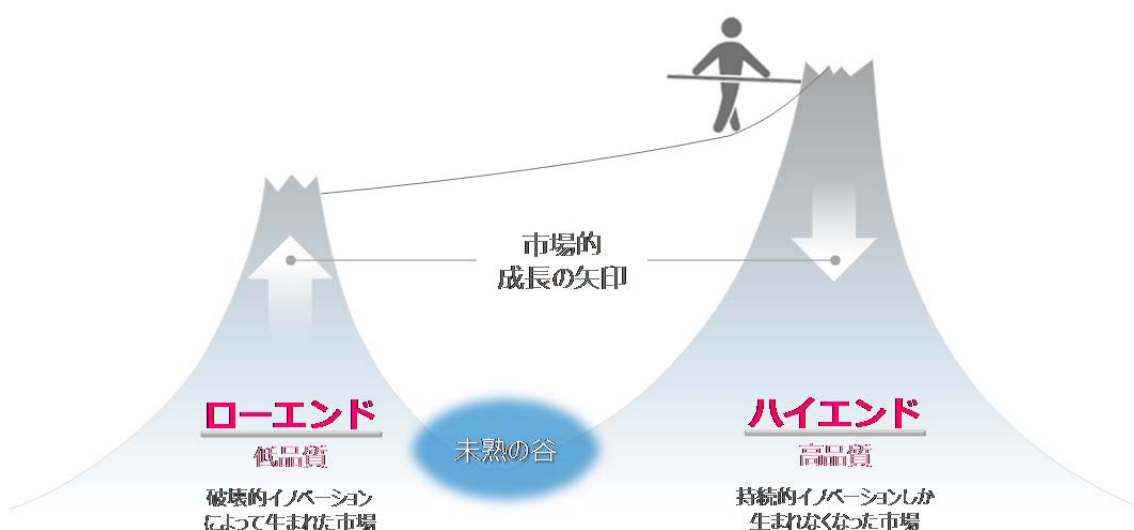 市場的
成長の矢印
ローエンド
低品質
破壊的イノベーション
によって生まれた市場
未熟の谷
ハイエンド
高品質
持続的イノベーションしか
生まれなくなった市場